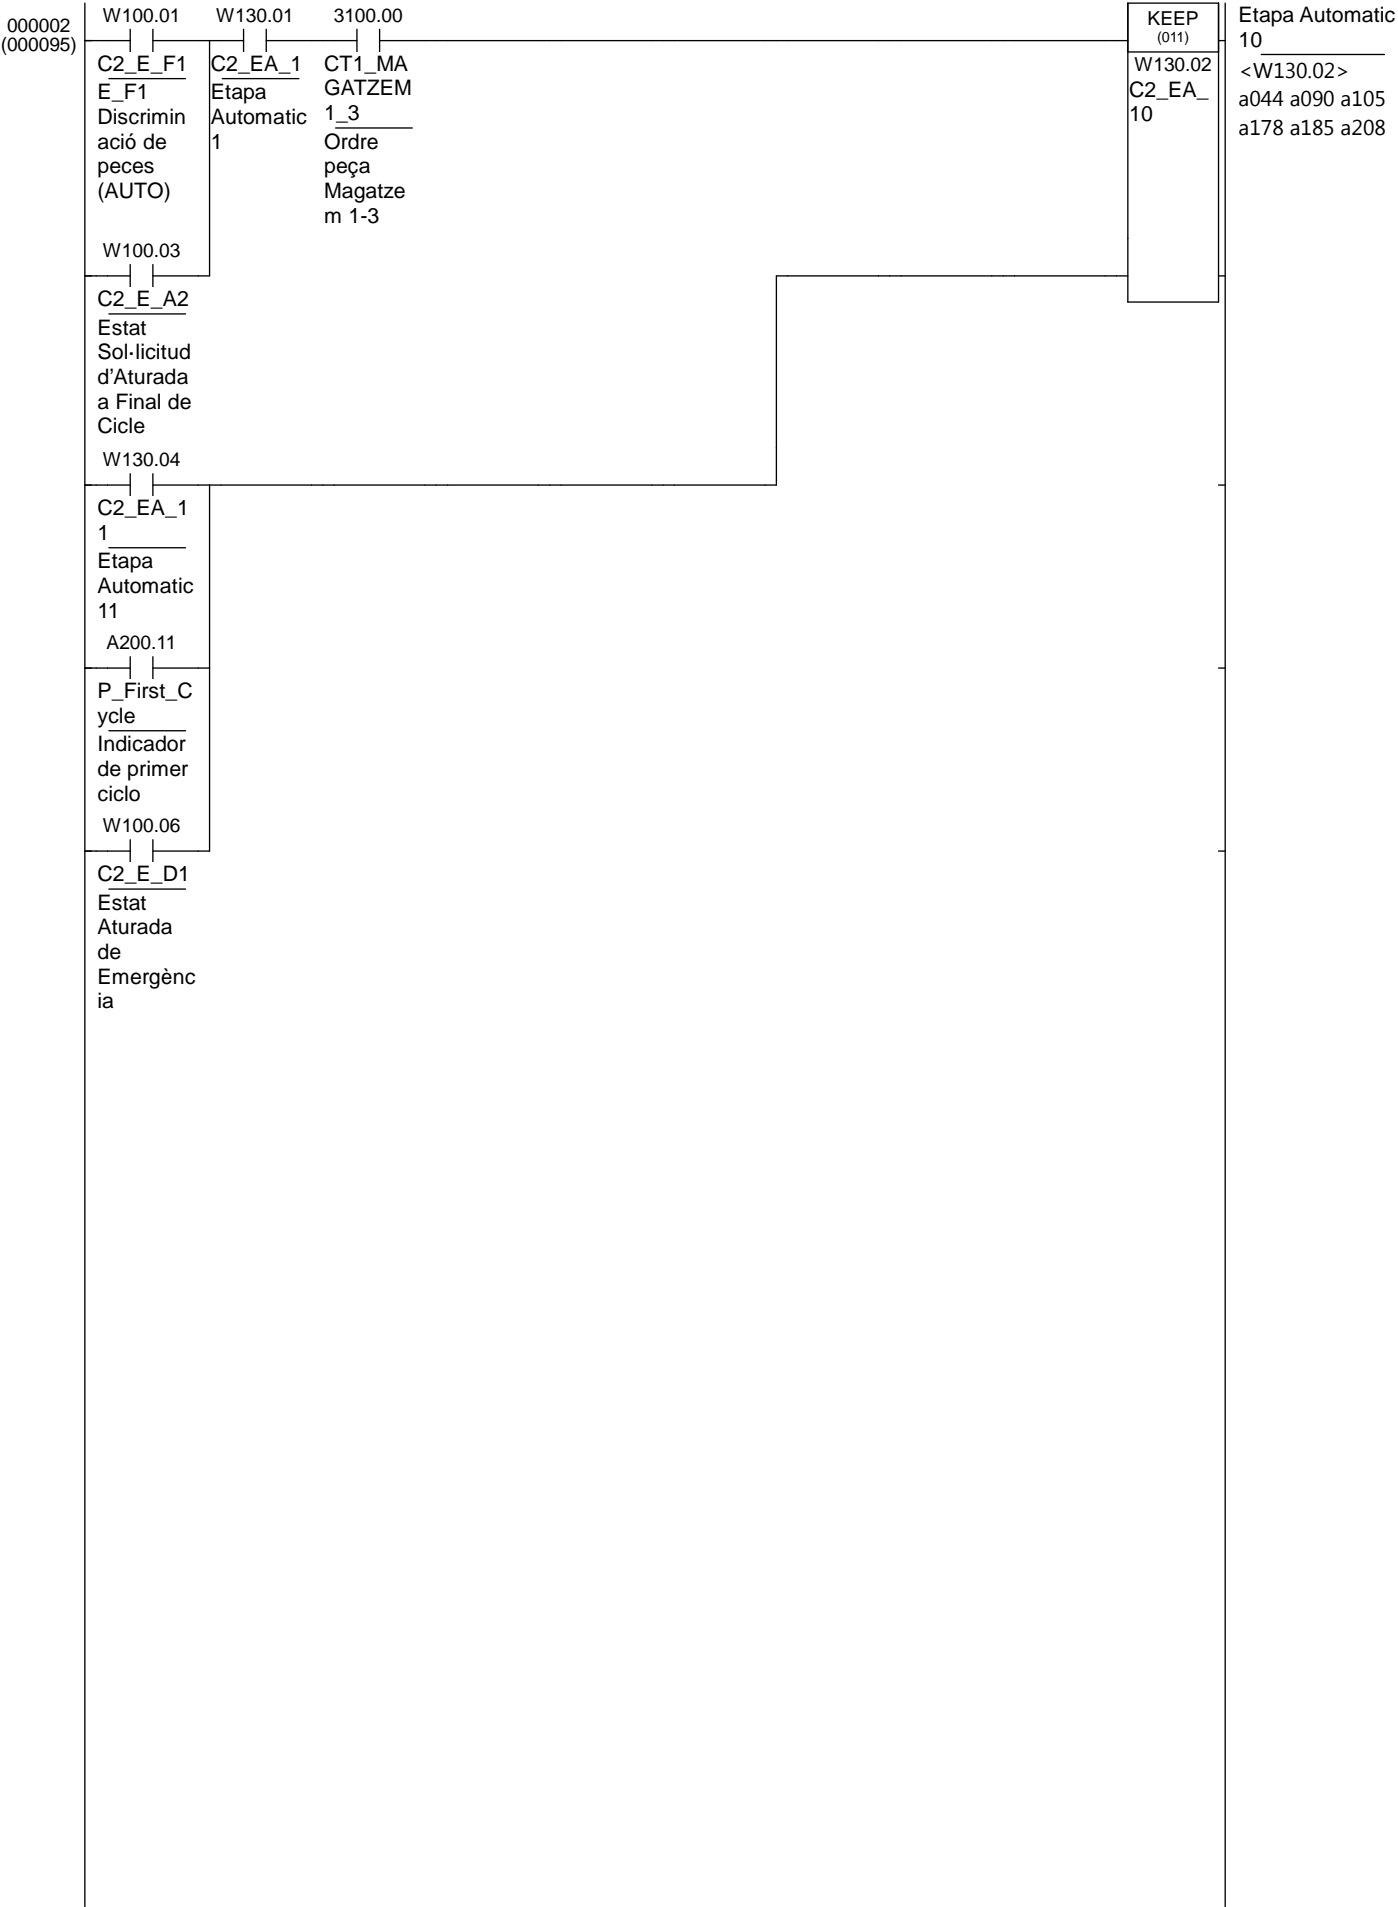 000002
(000095)
W100.01
C2_E_F1
E_F1
Discrimin
ació de
peces
(AUTO)
W130.01
C2_EA_1
Etapa
Automatic
1
3100.00
CT1_MA
GATZEM
1_3
Ordre
peça
Magatze
m 1-3
KEEP
(011)
W130.02
C2_EA_
10
Etapa Automatic
10
<W130.02>
a044 a090 a105
a178 a185 a208
W100.03
C2_E_A2
Estat
Sol·licitud
d'Aturada
a Final de
Cicle
W130.04
C2_EA_1
1
Etapa
Automatic
11
A200.11
P_First_C
ycle
Indicador
de primer
ciclo
W100.06
C2_E_D1
Estat
Aturada
de
Emergènc
ia